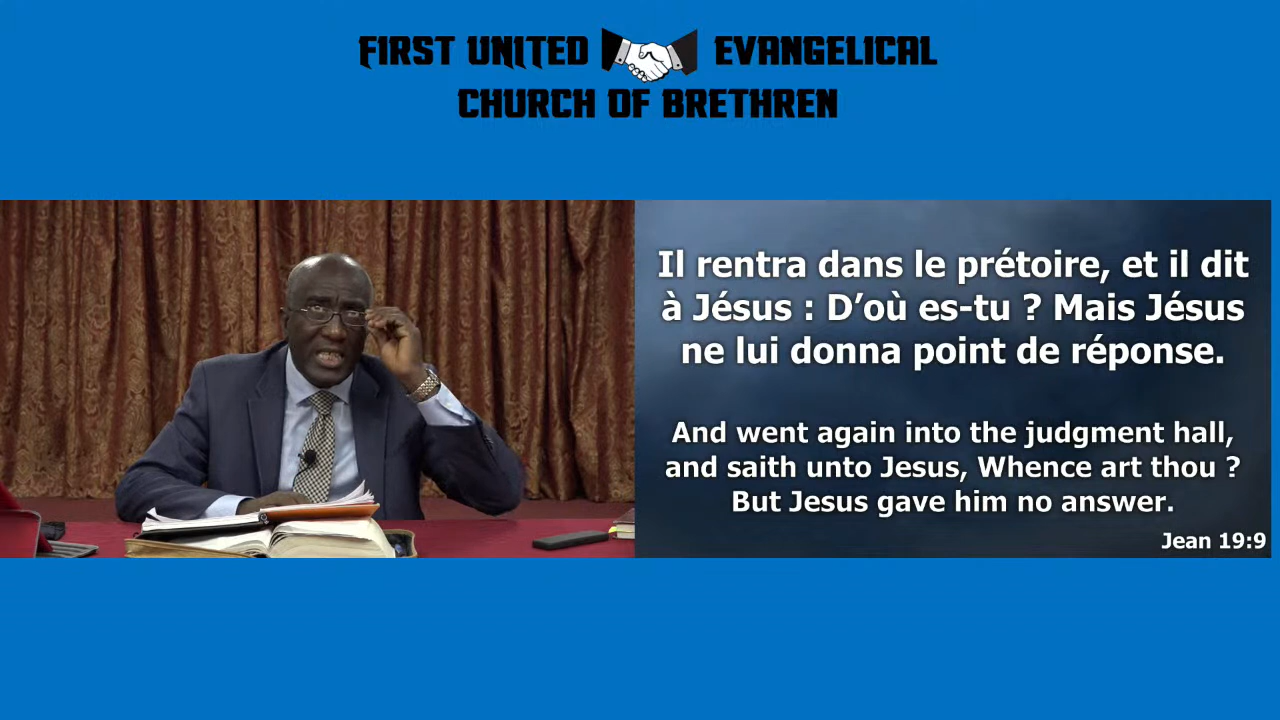 FIRST UNITED EVANGELICAL
CHURCH OF BRETHREN
Il rentra dans le prétoire, et il dit
à Jésus : D’où es-tu ? Mais Jésus
ne lui donna point de réponse.
And went again into the judgment hall,
and saith unto Jesus, Whence art thou ?
But Jesus gave him no answer.
Jean 19:9